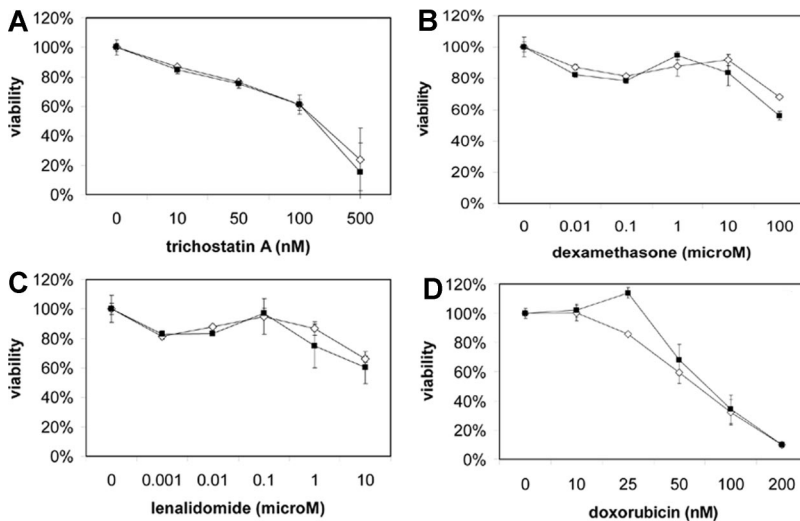 A
120%
100%
80%
60%
40%
20%
0%
viability
0 10 50 100 500
trichostatin A (nM)
B
120%
100%
80%
60%
40%
20%
0%
viability
0 0.01 0.1 1 10 100
dexamethasone (microM)
C
120%
100%
80%
60%
40%
20%
0%
viability
0 0.001 0.01 0.1 1 10
lenalidomide (microM)
D
120%
100%
80%
60%
40%
20%
0%
viability
0 10 25 50 100 200
doxorubicin (nM)